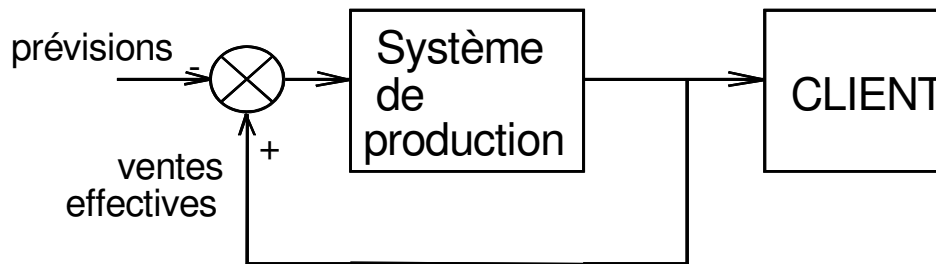 prévisions
-
Système
de
production
CLIENT
+
ventes
effectives